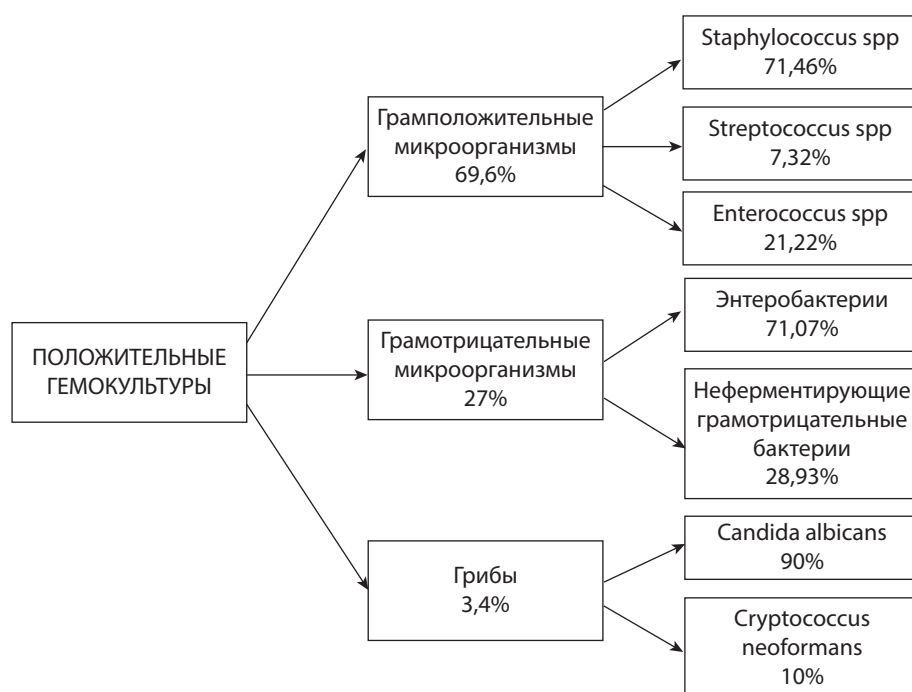 ПОЛОЖИТЕЛЬНЫЕ
ГЕМОКУЛЬТУРЫ
Грамположительные
микроорганизмы
69,6%
Staphylococcus spp
71,46%
Streptococcus spp
7,32%
Enterococcus spp
21,22%
Грамотрицательные
микроорганизмы
27%
Энтеробактерии
71,07%
Неферментирующие
грамотрицательные
бактерии
28,93%
Грибы
3,4%
Candida albicans
90%
Cryptococcus
neoformans
10%